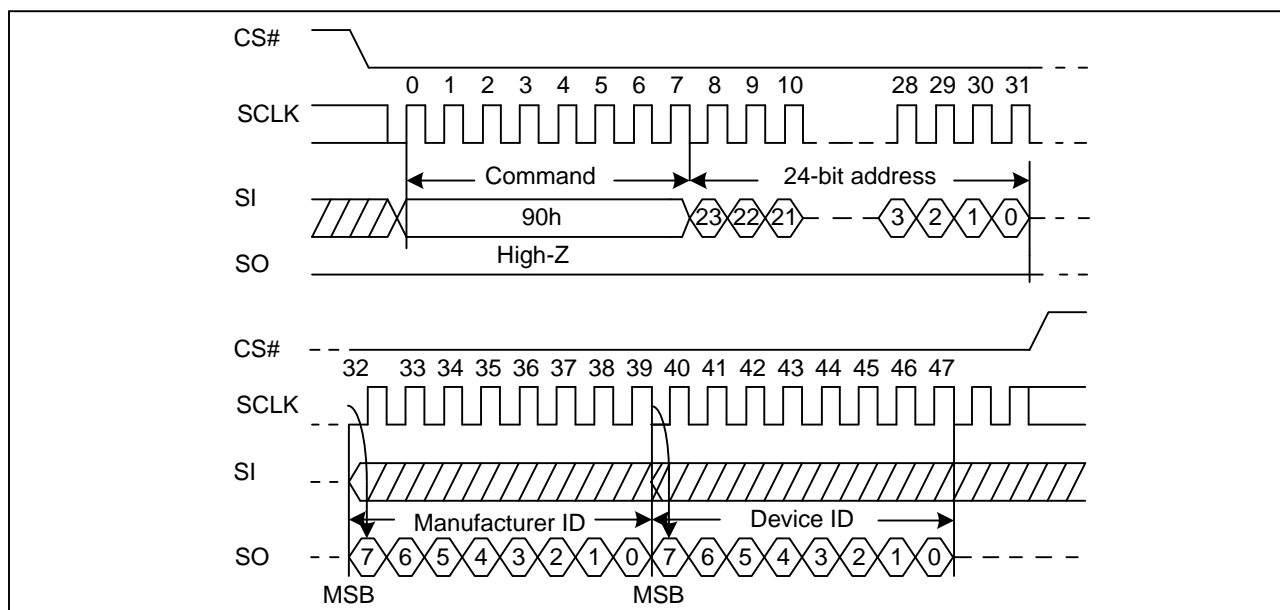 CS#
0 1 2 3 4 5 6 7 8 9 10 28 29 30 31
SCLK
Command 24-bit address
SI
90h 23 22 21 3 2 1 0
High-Z
SO
CS#
32 33 34 35 36 37 38 39 40 41 42 43 44 45 46 47
SCLK
SI
Manufacturer ID Device ID
SO 7 6 5 4 3 2 1 0 7 6 5 4 3 2 1 0
MSB MSB